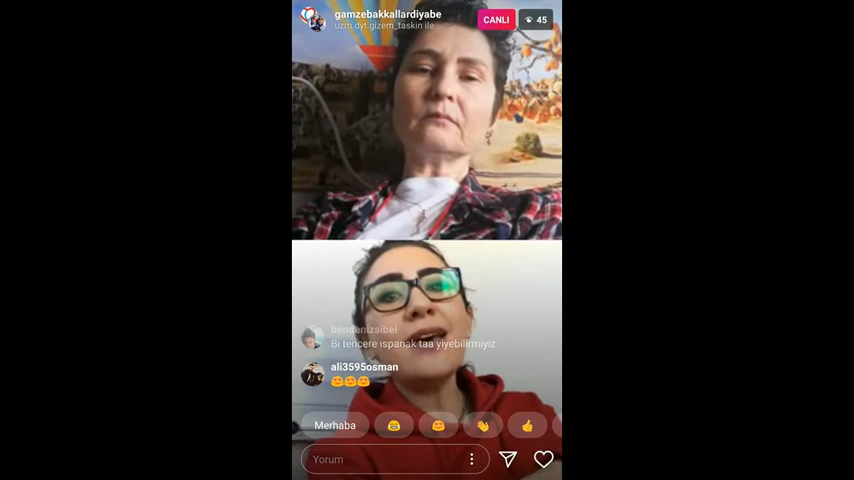 gamzebakkallardiyabe
uzm.dyt.gizem_taskin ile
CANLI
45
bendenizsibel
Bi tencere ıspanak taa yiyebilirmiyiz
ali3595osman
😍😍😍
Merhaba
Yorum